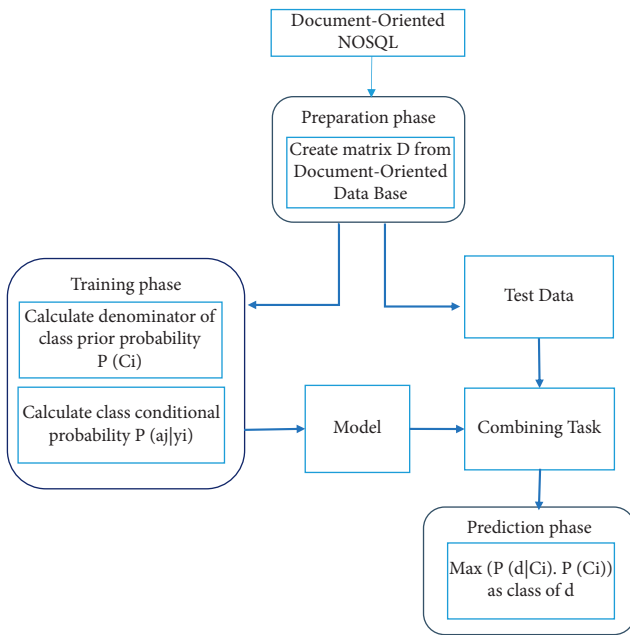 Document-Oriented
NOSQL
Preparation phase
Create matrix D from
Document-Oriented
Data Base
Training phase
Calculate denominator of
class prior probability
P (Ci)
Calculate class conditional
probability P (aj|yi)
Model
Test Data
Combining Task
Prediction phase
Max (P (d|Ci). P (Ci))
as class of d